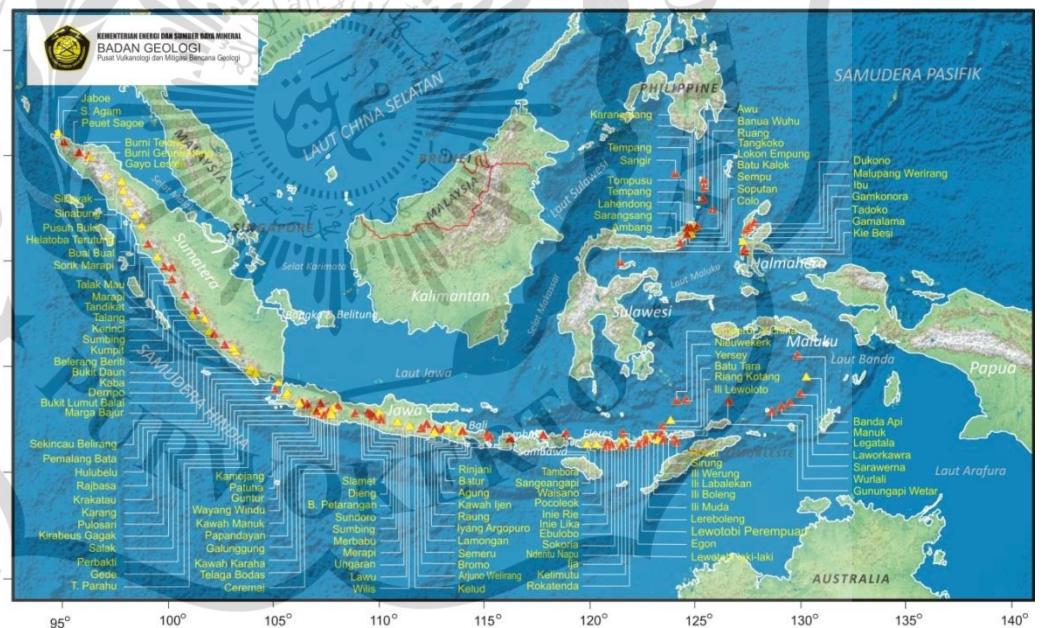 KEMENTERIAN ENERGI DAN SUMBER DAYA MINERAL
BADAN GEOLOGI
Pusat Vulkanologi dan Mitigasi Bencana Geologi
SAMUDERA PASIFIK
PHILIPPINE
LAUT CHINA SELATAN
MALAYSIA
BRUNEI
MALAYSIA
SINGAPORE
Laut Sulawesi
Selat Karimata
Selat Makassar
Laut Maluku
Sumatera
Kalimantan
Sulawesi
Halmahera
Bangka & Belitung
Maluku
Papua
Laut Banda
Laut Jawa
SAMUDERA HINDIA
Jawa
Bali
Flores
Laut Arafura
AUSTRALIA
Jaboe
S. Agam
Peuet Sagoe
Gayo Lesten
Sibayak
Sinabung
Pusuh Bukit
Helatoba Tarutung
Bual Buali
Sorik Marapi
Talak Mau
Marapi
Tandikat
Talang
Kerinci
Sumbing
Kumpit
Belerang Beriti
Bukit Daun
Kaba
Dempo
Bukit Lumut Balai
Marga Bajur
Sekincau Belirang
Pemalang Bata
Hulubelu
Rajbasa
Krakatau
Karang
Pulosari
Kirabeus Gagak
Salak
Perbakti
Gede
T. Parahu
Kamojang
Patuha
Guntur
Wayang Windu
Kawah Manuk
Papandayan
Galunggung
Kawah Karaha
Telaga Bodas
Ceremai
Slamet
Dieng
B. Petarangan
Sundoro
Sumbing
Merbabu
Merapi
Ungaran
Lawu
Wilis
Rinjani
Batur
Agung
Kawah Ijen
Raung
Iyang Argopuro
Lamongan
Semeru
Bromo
Arjuno Welirang
Kelud
Tambora
Sangeangapi
Waisano
Pocoleok
Inie Rie
Inie Lika
Ebulobo
Sokoria
Ndentu Napu
Ija
Kelimutu
Rokatenda
Sirung
Ili Werung
Ili Labalekan
Ili Boleng
Ili Muda
Lereboleng
Lewotobi Perempuan
Egon
Lewotobi laki-laki
Nieuwekerk
Yersey
Batu Tara
Riang Kotang
Ili Lewoloto
Banda Api
Manuk
Legatala
Laworkawra
Sarawerna
Wurlali
Gunungapi Wetar
Tempang
Sangir
Tompusu
Tempang
Lahendong
Sarangsang
Ambang
Awu
Banua Wuhu
Ruang
Tangkoko
Lokon Empung
Batu Kalok
Sempu
Soputan
Colo
Dukono
Malupang Werirang
Ibu
Gamkonora
Tadoko
Gamalama
Kie Besi
95° 100° 105° 110° 115° 120° 125° 130° 135° 140°